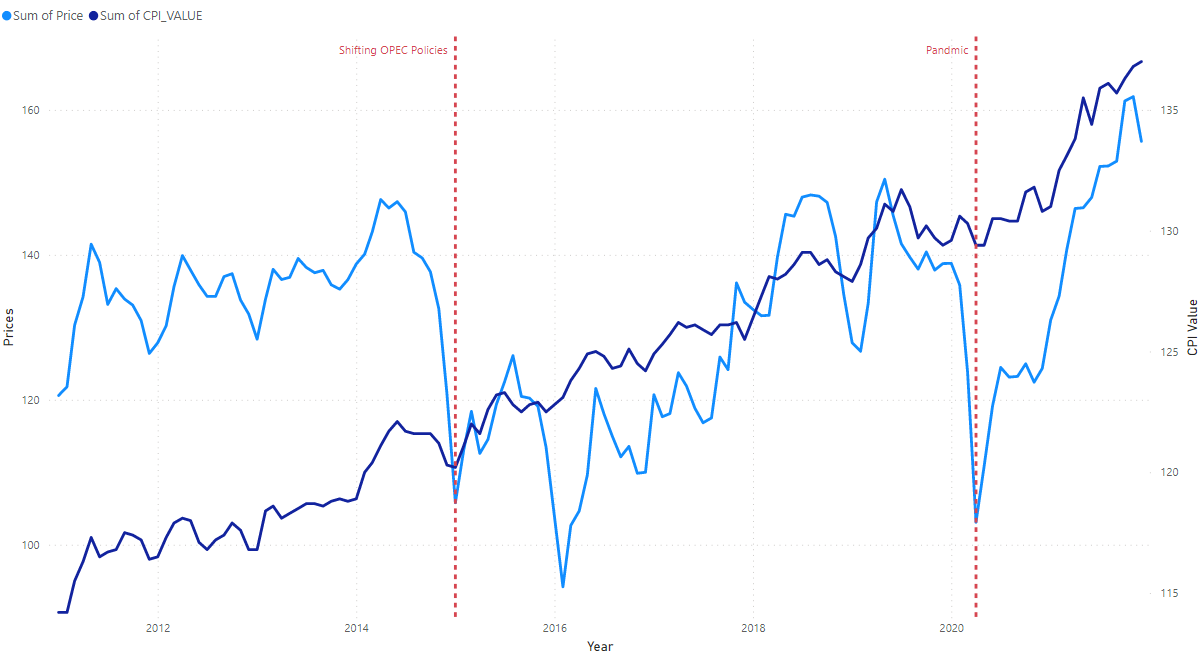 Sum of Price Sum of CPI_VALUE
Shifting OPEC Policies
Pandmic
160
140
120
100
Prices
135
130
125
120
115
CPI Value
2012 2014 2016 2018 2020
Year